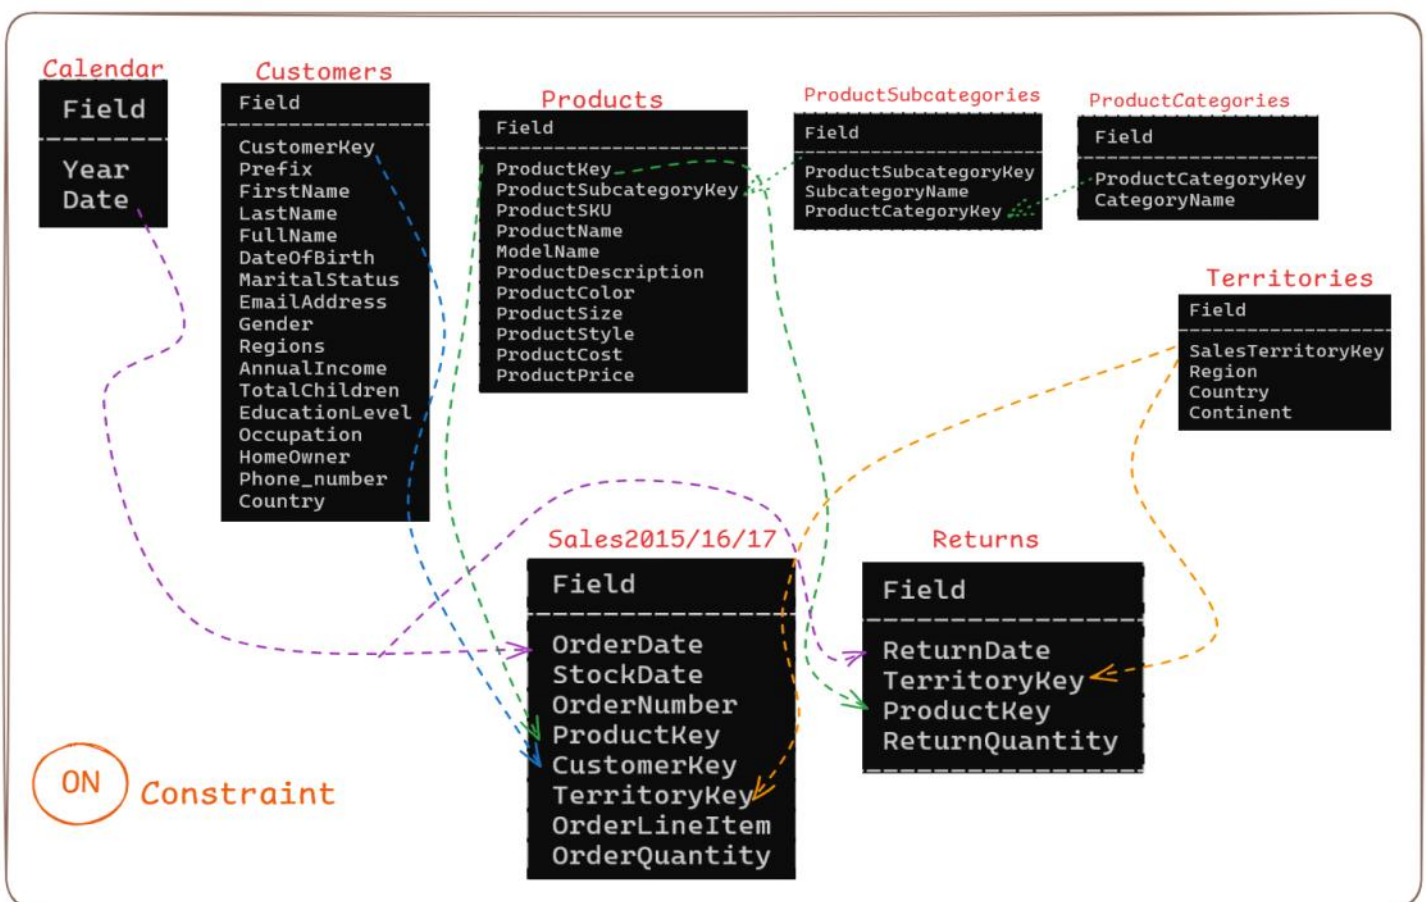 Calendar
Field
Year
Date
Customers
Field
CustomerKey
Prefix
FirstName
LastName
FullName
DateOfBirth
MaritalStatus
EmailAddress
Gender
Regions
AnnualIncome
TotalChildren
EducationLevel
Occupation
HomeOwner
Phone_number
Country
Products
Field
ProductKey
ProductSubcategoryKey
ProductSKU
ProductName
ModelName
ProductDescription
ProductColor
ProductSize
ProductStyle
ProductCost
ProductPrice
ProductSubcategories
Field
ProductSubcategoryKey
SubcategoryName
ProductCategoryKey
ProductCategories
Field
ProductCategoryKey
CategoryName
Territories
Field
SalesTerritoryKey
Region
Country
Continent
Sales2015/16/17
Field
OrderDate
StockDate
OrderNumber
ProductKey
CustomerKey
TerritoryKey
OrderLineItem
OrderQuantity
Returns
Field
ReturnDate
TerritoryKey
ProductKey
ReturnQuantity
ON Constraint